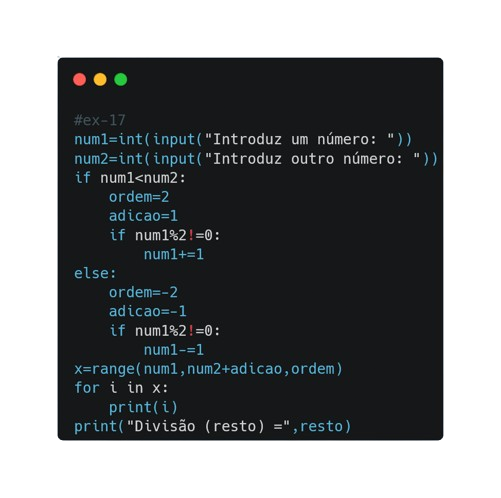 #ex-17
num1=int(input("Introduz um número: "))
num2=int(input("Introduz outro número: "))
if num1<num2:
    ordem=2
    adicao=1
    if num1%2!=0:
        num1+=1
else:
    ordem=-2
    adicao=-1
    if num1%2!=0:
        num1-=1
x=range(num1,num2+adicao,ordem)
for i in x:
    print(i)
print("Divisão (resto) =",resto)